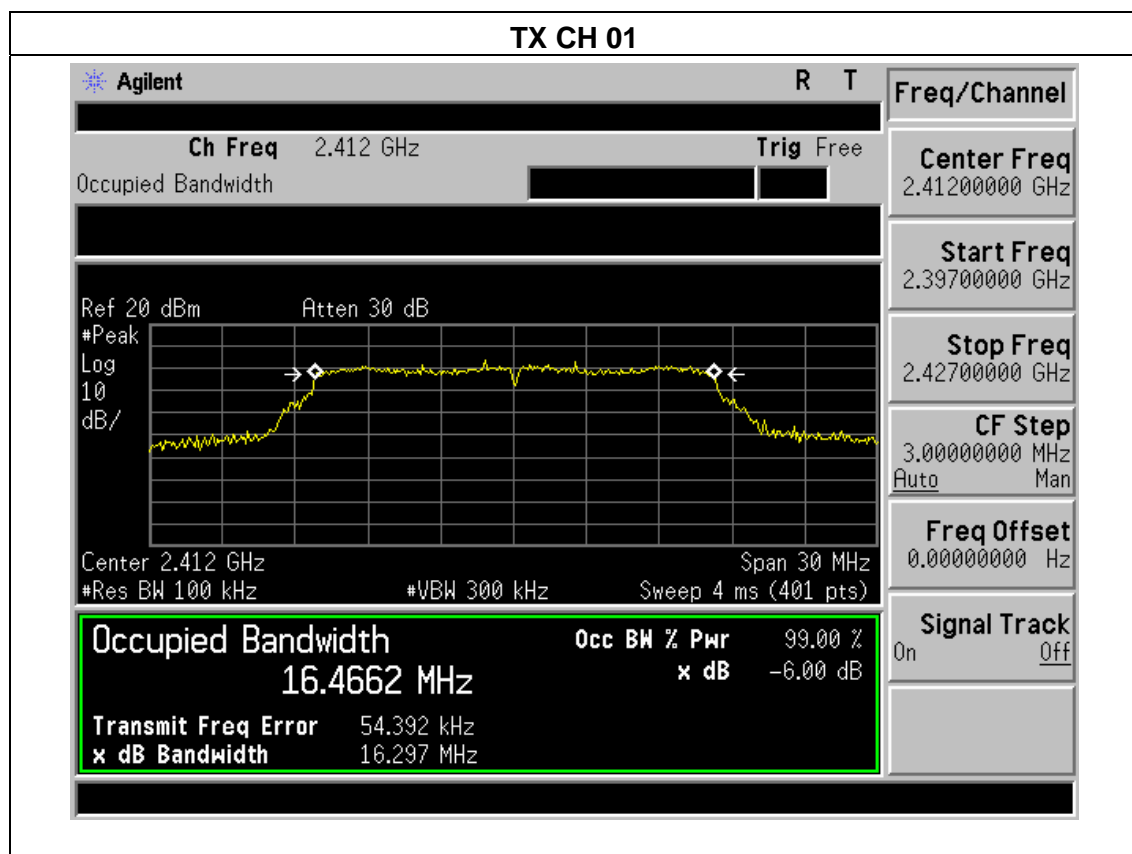 TX CH 01
Agilent R T
Ch Freq 2.412 GHz Trig Free
Occupied Bandwidth
Ref 20 dBm Atten 30 dB
#Peak
Log
10
dB/
Center 2.412 GHz Span 30 MHz
#Res BW 100 kHz #VBW 300 kHz Sweep 4 ms (401 pts)
Occupied Bandwidth Occ BW % Pwr 99.00 %
16.4662 MHz x dB -6.00 dB
Transmit Freq Error 54.392 kHz
x dB Bandwidth 16.297 MHz
Freq/Channel
Center Freq
2.41200000 GHz
Start Freq
2.39700000 GHz
Stop Freq
2.42700000 GHz
CF Step
3.00000000 MHz
Auto Man
Freq Offset
0.00000000 Hz
Signal Track
On Off